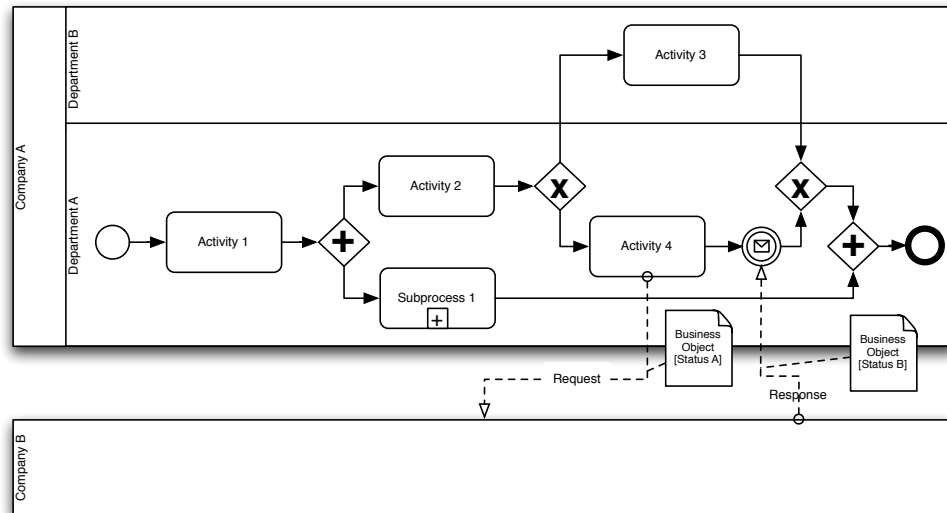 Company A
Department B
Activity 3
Department A
Activity 1
Activity 2
X
X
Activity 4
Subprocess 1
Business
Object
[Status A]
Business
Object
[Status B]
Request
Response
Company B